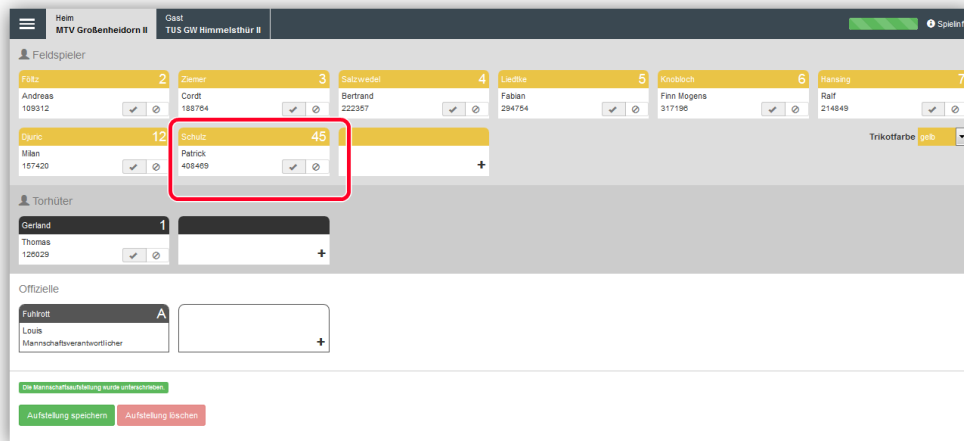 Heim
MTV Großenheidorn II
Gast
TUS GW Himmelsthür II
Spielinf
Feldspieler
Fültz 2
Ziemer 3
Salzwedel 4
Liedtke 5
Knobloch 6
Hansing 7
Andreas
109312
Cordt
188764
Bertrand
222367
Fabian
294754
Finn Mogens
317196
Ralf
214849
Djuric 12
Schulz 45
Milan
157420
Patrick
408469
+
Trikotfarbe gelb
Torhüter
Gerland 1
Thomas
126029
+
Offizielle
Fuhlrott A
Louis
Mannschaftsverantwortlicher
+
Die Mannschaftsaufstellung wurde unterschrieben.
Aufstellung speichern
Aufstellung löschen